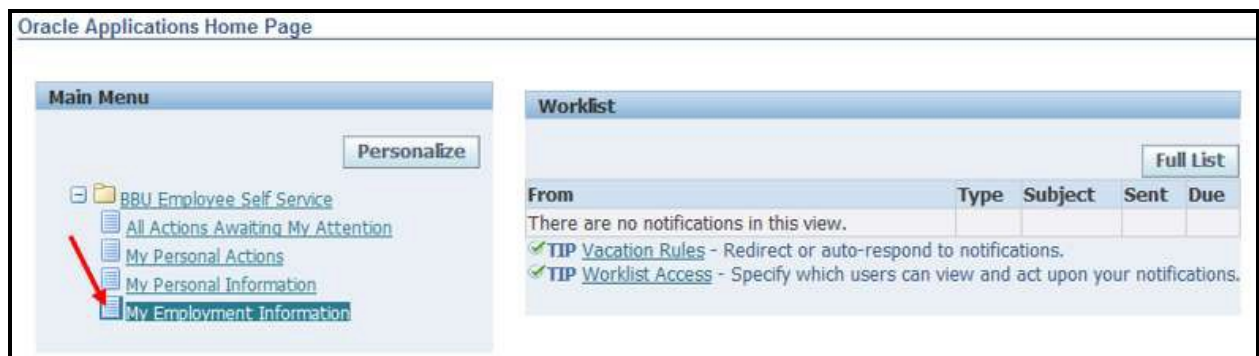 Oracle Applications Home Page
Main Menu
Personalize
BBU Employee Self Service
All Actions Awaiting My Attention
My Personal Actions
My Personal Information
My Employment Information
Worklist
Full List
From Type Subject Sent Due
There are no notifications in this view.
TIP Vacation Rules - Redirect or auto-respond to notifications.
TIP Worklist Access - Specify which users can view and act upon your notifications.